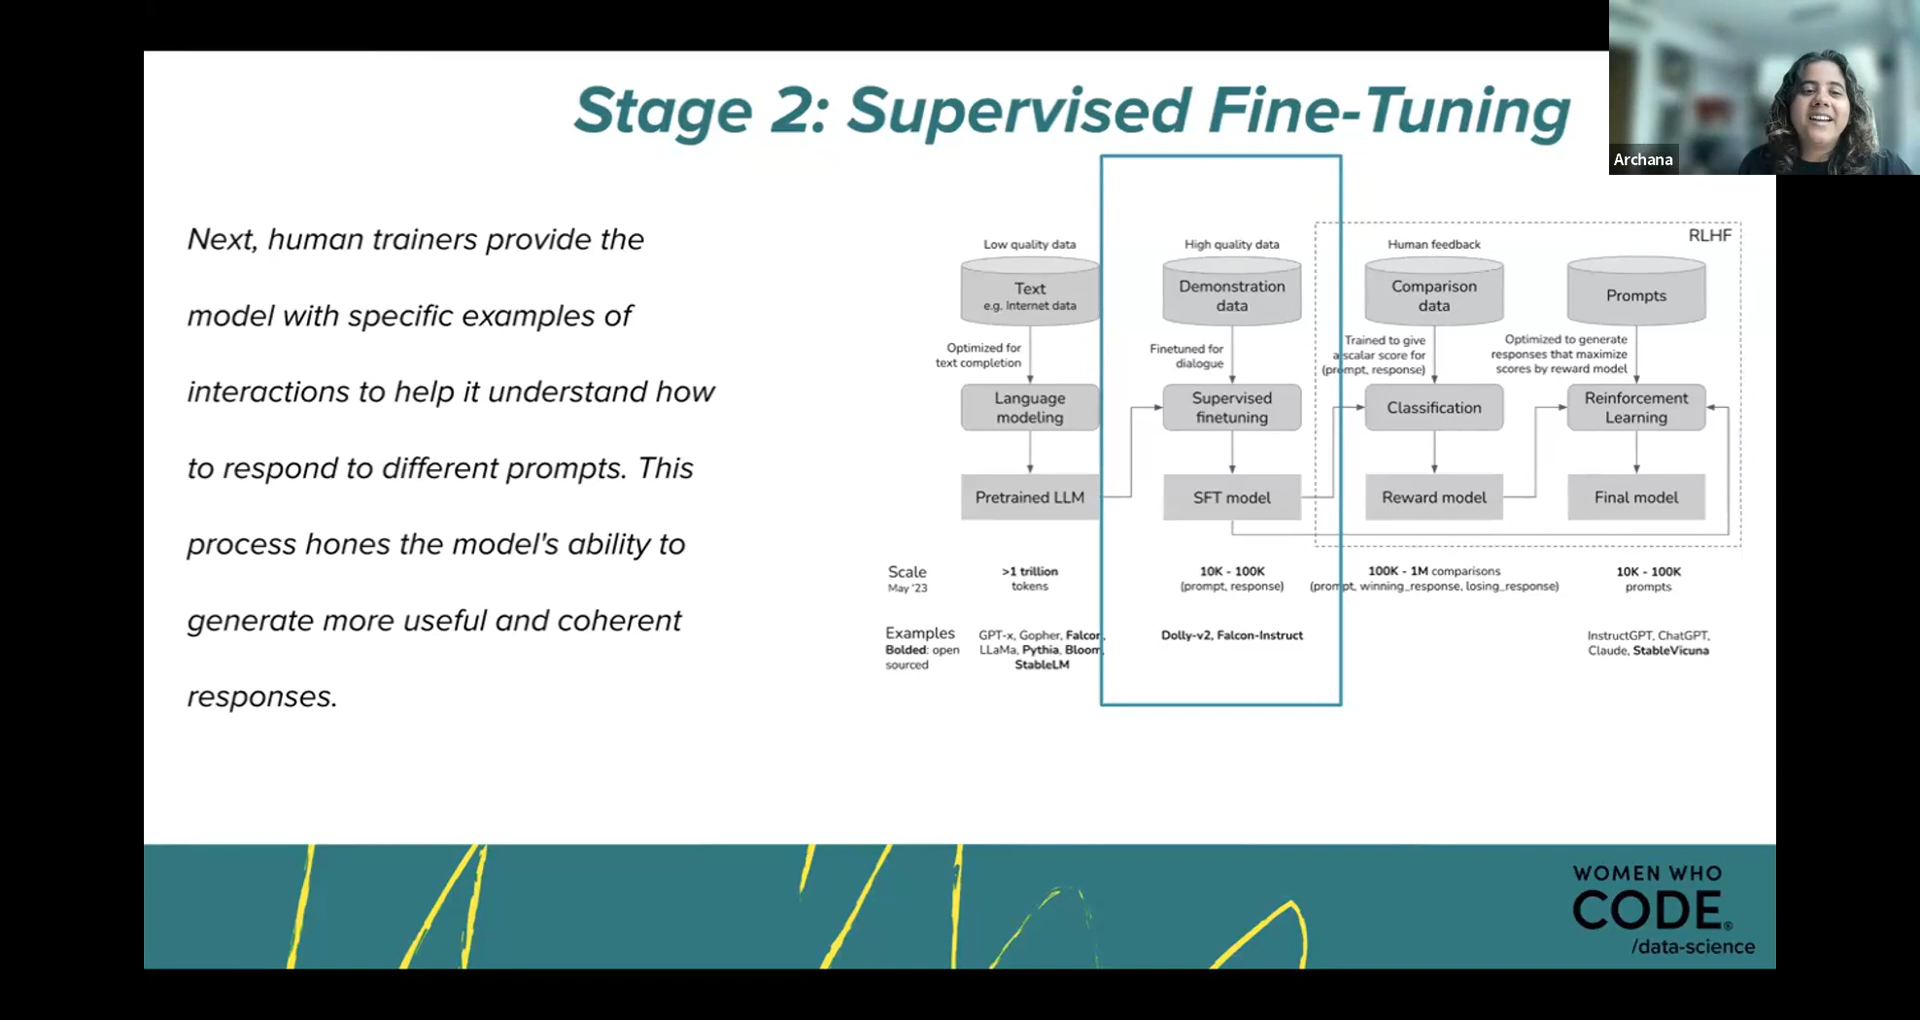 Stage 2: Supervised Fine-Tuning
Archana
Next, human trainers provide the
model with specific examples of
interactions to help it understand how
to respond to different prompts. This
process hones the model's ability to
generate more useful and coherent
responses.
RLHF
Low quality data
Text
e.g. Internet data
Optimized for
text completion
Language
modeling
Pretrained LLM
High quality data
Demonstration
data
Finetuned for
dialogue
Supervised
finetuning
SFT model
Human feedback
Comparison
data
Trained to give
a scalar score for
(prompt, response)
Classification
Reward model
Prompts
Optimized to generate
responses that maximize
scores by reward model
Reinforcement
Learning
Final model
Scale
May '23
>1 trillion
tokens
10K - 100K
(prompt, response)
100K - 1M comparisons
(prompt, winning_response, losing_response)
10K - 100K
prompts
Examples
Bolded: open
sourced
GPT-x, Gopher, Falcon,
LLaMa, Pythia, Bloom,
StableLM
Dolly-v2, Falcon-Instruct
InstructGPT, ChatGPT,
Claude, StableVicuna
WOMEN WHO
CODE®
/data-science